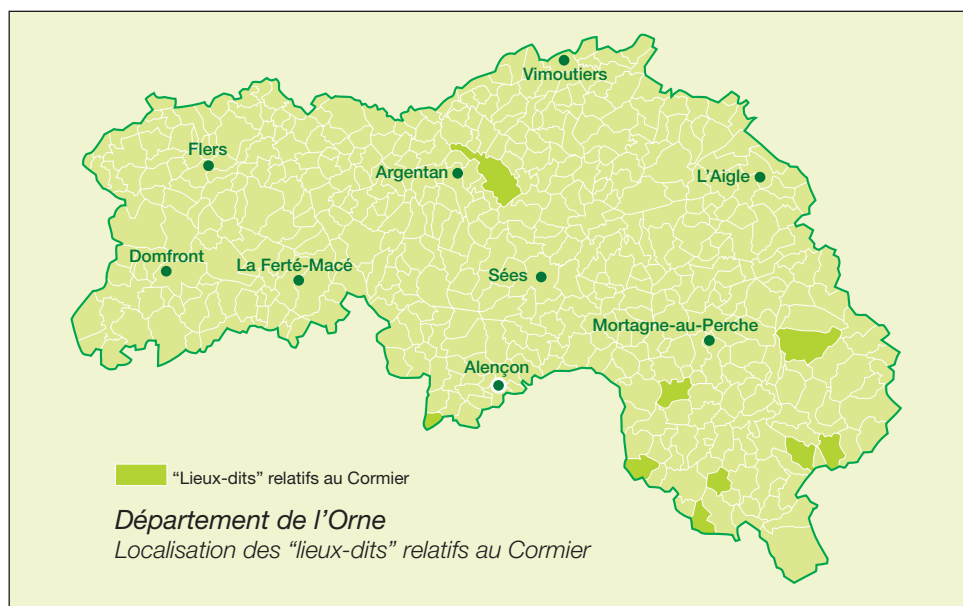 Vimoutiers
Flers
Argentan
L'Aigle
Domfront
La Ferté-Macé
Sées
Mortagne-au-Perche
Alençon
“Lieux-dits” relatifs au Cormier
Département de l’Orne
Localisation des “lieux-dits” relatifs au Cormier